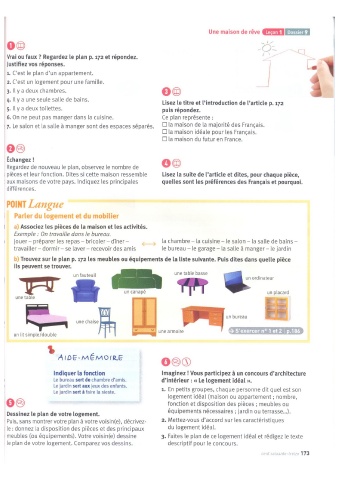 Une maison de rêve Leçon 1 Dossier 9
1
Vrai ou faux ? Regardez le plan p. 172 et répondez.
Justifiez vos réponses.
1. C'est le plan d'un appartement.
2. C'est un logement pour une famille.
3. Il y a deux chambres.
4. Il y a une seule salle de bains.
5. Il y a deux toilettes.
6. On ne peut pas manger dans la cuisine.
7. Le salon et la salle à manger sont des espaces séparés.
2
Échangez !
Regardez de nouveau le plan, observez le nombre de
pièces et leur fonction. Dites si cette maison ressemble
aux maisons de votre pays. Indiquez les principales
différences.
3
Lisez le titre et l'introduction de l'article p. 172
puis répondez.
Ce plan représente :
☐ la maison de la majorité des Français.
☐ la maison idéale pour les Français.
☐ la maison du futur en France.
4
Lisez la suite de l'article et dites, pour chaque pièce,
quelles sont les préférences des Français et pourquoi.
POINT Langue
Parler du logement et du mobilier
a) Associez les pièces de la maison et les activités.
Exemple : On travaille dans le bureau.
jouer – préparer les repas – bricoler – dîner –
travailler – dormir – se laver – recevoir des amis
la chambre – la cuisine – le salon – la salle de bains –
le bureau – le garage – la salle à manger – le jardin
b) Trouvez sur le plan p. 172 les meubles ou équipements de la liste suivante. Puis dites dans quelle pièce
ils peuvent se trouver.
une table
un fauteuil
un canapé
une table basse
un ordinateur
un placard
un lit simple/double
une chaise
une armoire
un bureau
S'exercer n° 1 et 2 - p.186
AIDE-MÉMOIRE
Indiquer la fonction
Le bureau sert de chambre d'amis.
Le jardin sert aux jeux des enfants.
Le jardin sert à faire la sieste.
5
Dessinez le plan de votre logement.
Puis, sans montrer votre plan à votre voisin(e), décrivez-
le : donnez la disposition des pièces et des principaux
meubles (ou équipements). Votre voisin(e) dessine
le plan de votre logement. Comparez vos dessins.
6
Imaginez ! Vous participez à un concours d'architecture
d'intérieur : « Le logement idéal ».
1. En petits groupes, chaque personne dit quel est son
logement idéal (maison ou appartement ; nombre,
fonction et disposition des pièces ; meubles ou
équipements nécessaires ; jardin ou terrasse…).
2. Mettez-vous d'accord sur les caractéristiques
du logement idéal.
3. Faites le plan de ce logement idéal et rédigez le texte
descriptif pour le concours.
173